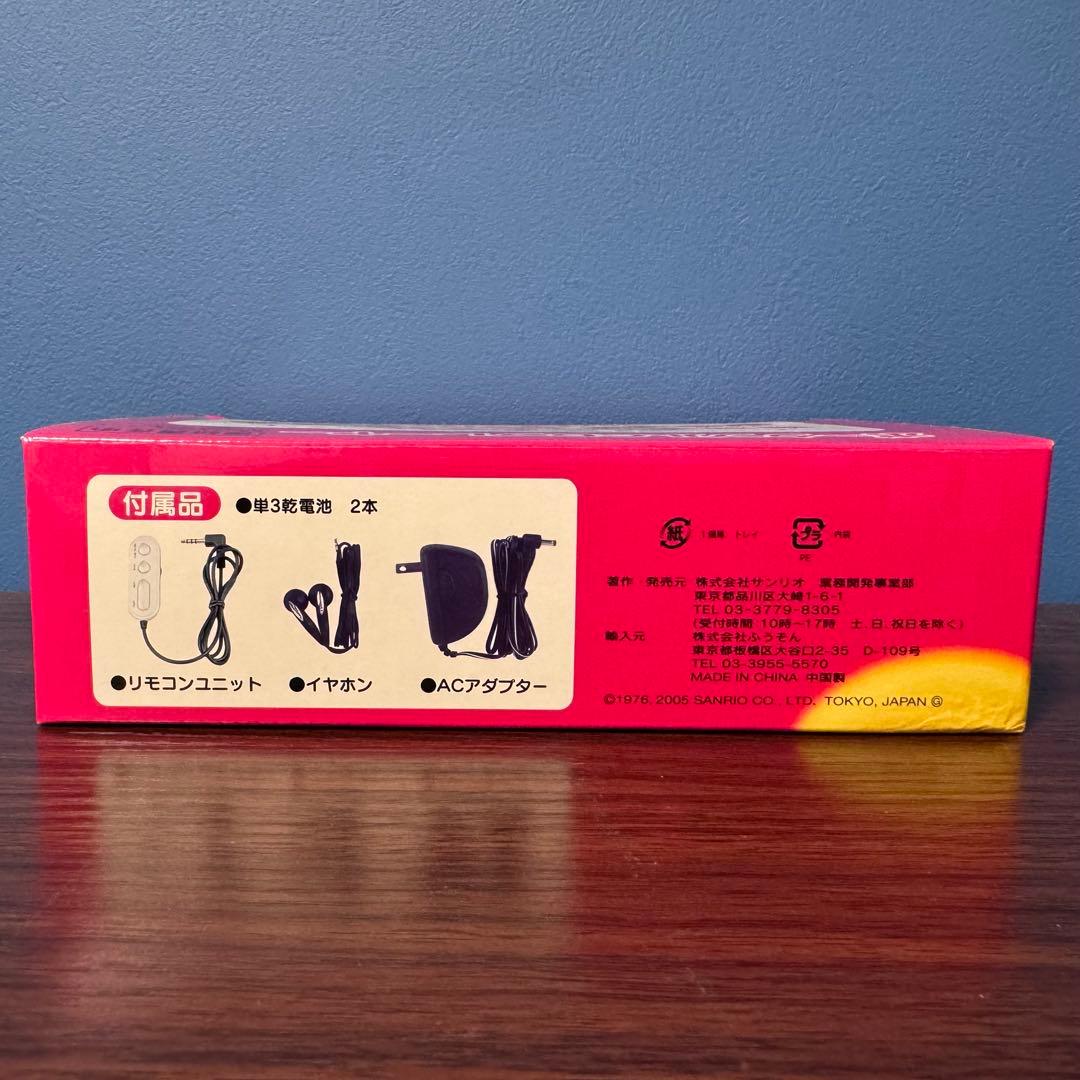 付属品
●単3乾電池 2本
●リモコンユニット
●イヤホン
●ACアダプター
紙
トレイ
プラ
PE
内袋
著作 発売元 株式会社サンリオ 業務開発事業部
東京都品川区大崎1-6-1
TEL 03-3779-8305
(受付時間:10時〜17時 土、日、祝日を除く)
輸入元 株式会社ふうせん
東京都板橋区大谷口2-35 D-109号
TEL 03-3955-5570
MADE IN CHINA 中国製
©1976, 2005 SANRIO CO., LTD. TOKYO, JAPAN Ⓖ